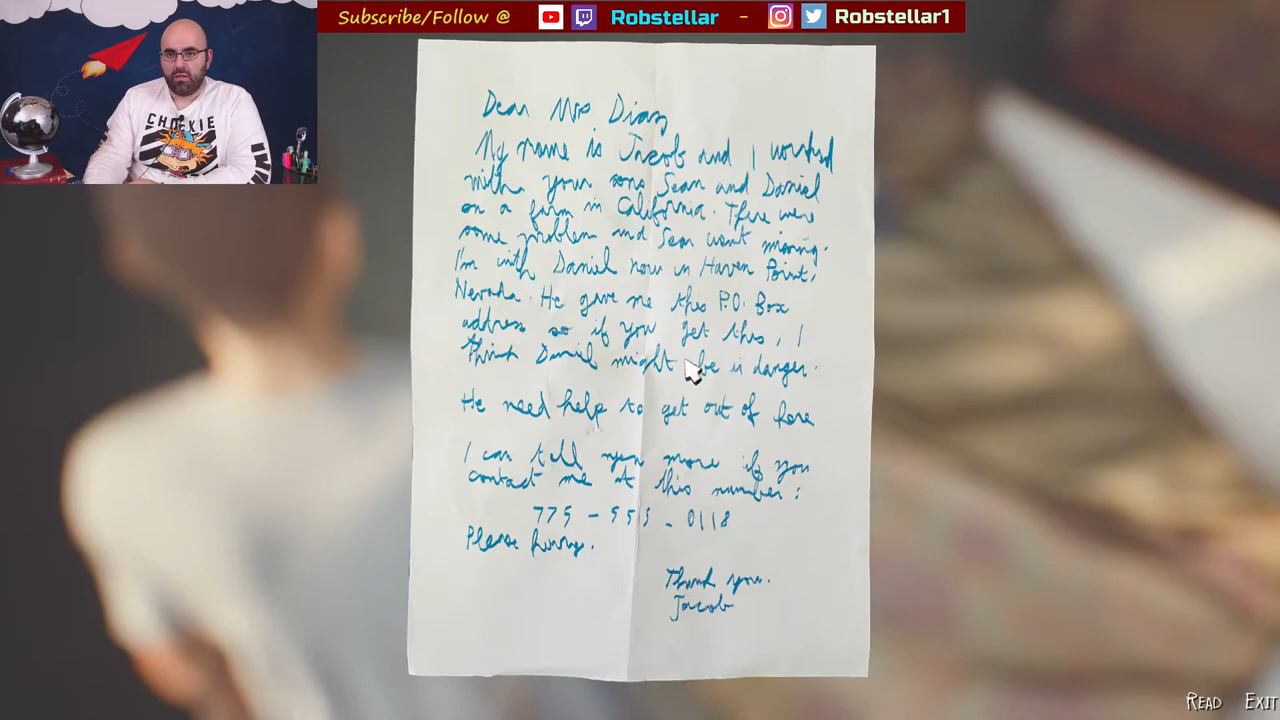 Subscribe/Follow @ Robstellar - Robstellar1
CHUCKIE
Dear Mrs Diaz
My name is Jacob and I worked
with your sons Sean and Daniel
on a farm in California. There were
some problem and Sean went missing.
I'm with Daniel now in Haven Point,
Nevada. He gave me this P.O. Box
address so if you get this, I
think Daniel might be in danger.
He need help to get out of here
I can tell you more if you
contact me at this number:
775-555-0118
Please hurry.
Thank you.
Jacob
READ EXIT